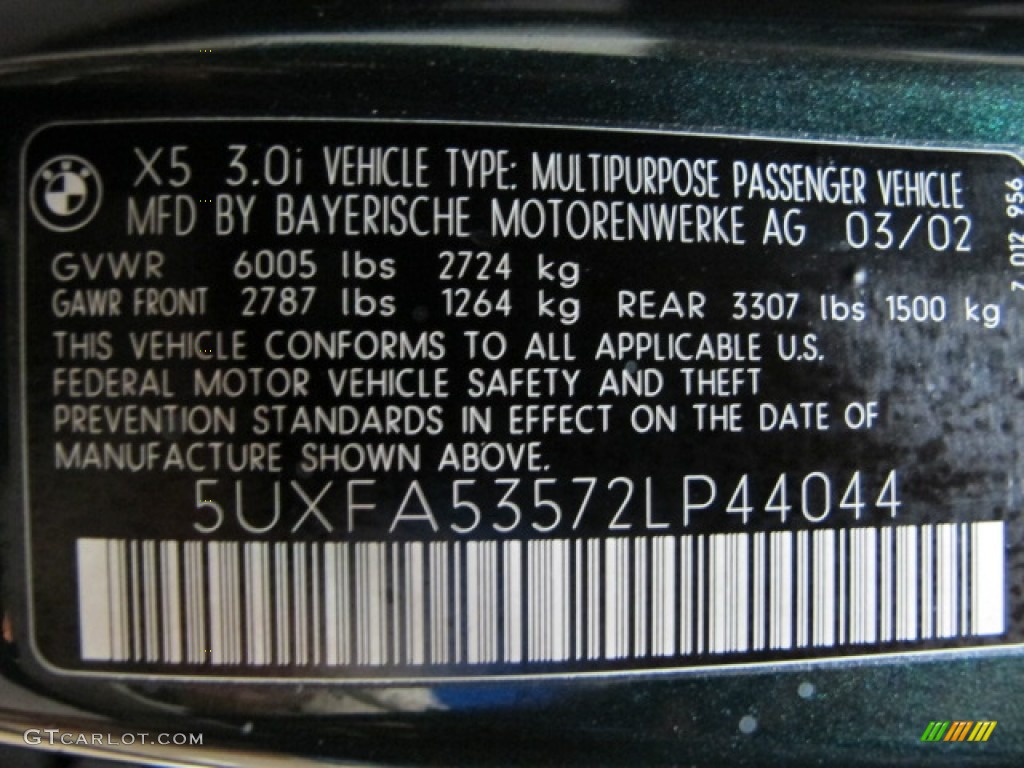 X5 3.0i VEHICLE TYPE: MULTIPURPOSE PASSENGER VEHICLE
MFD BY BAYERISCHE MOTORENWERKE AG 03/02
GVWR 6005 lbs 2724 kg
GAWR FRONT 2787 lbs 1264 kg REAR 3307 lbs 1500 kg
THIS VEHICLE CONFORMS TO ALL APPLICABLE U.S.
FEDERAL MOTOR VEHICLE SAFETY AND THEFT
PREVENTION STANDARDS IN EFFECT ON THE DATE OF
MANUFACTURE SHOWN ABOVE.
5UXFA53572LP44044
7 012 956
GTCARLOT.COM